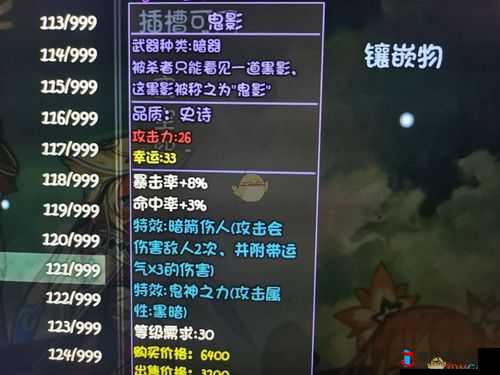 113/999
114/999
115/999
116/999
117/999
118/999
119/999
120/999
121/999
122/999
123/999
124/999
插槽可
鬼影
武器种类:暗器
被杀者只能看见一道黑影,
这黑影被称之为"鬼影"
品质: 史诗
攻击力:26
幸运:33
暴击率+8%
命中率+3%
特效:暗箭伤人(攻击会
伤害敌人2次, 并附带运
气X3的伤害)
特效:鬼神之力(攻击属
性:黑暗)
等级需求:30
购买价格: 6400
出售价格: 3200
镶嵌物